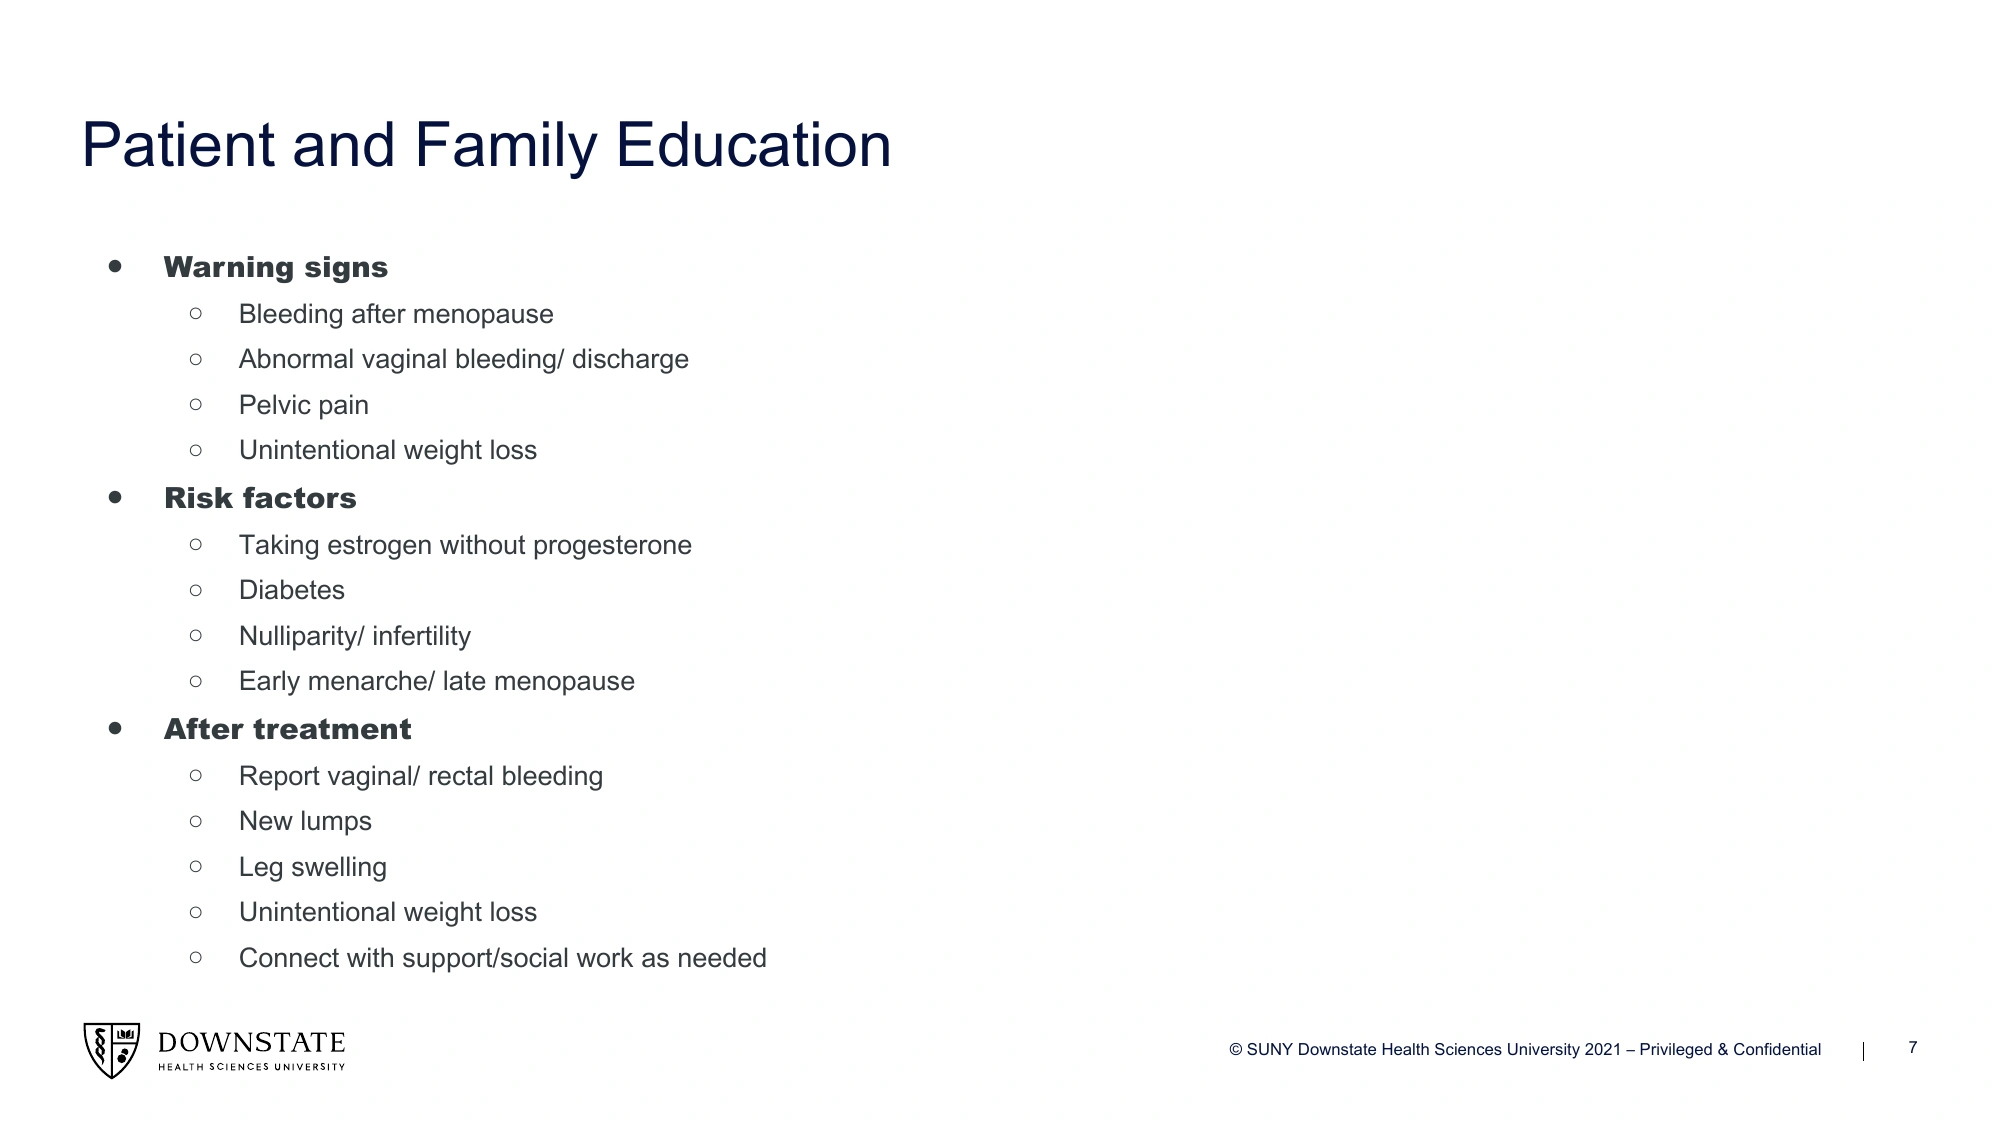 Patient and Family Education
● Warning signs
○ Bleeding after menopause
○ Abnormal vaginal bleeding/ discharge
○ Pelvic pain
○ Unintentional weight loss
● Risk factors
○ Taking estrogen without progesterone
○ Diabetes
○ Nulliparity/ infertility
○ Early menarche/ late menopause
● After treatment
○ Report vaginal/ rectal bleeding
○ New lumps
○ Leg swelling
○ Unintentional weight loss
○ Connect with support/social work as needed
DOWNSTATE
HEALTH SCIENCES UNIVERSITY
© SUNY Downstate Health Sciences University 2021 – Privileged & Confidential | 7